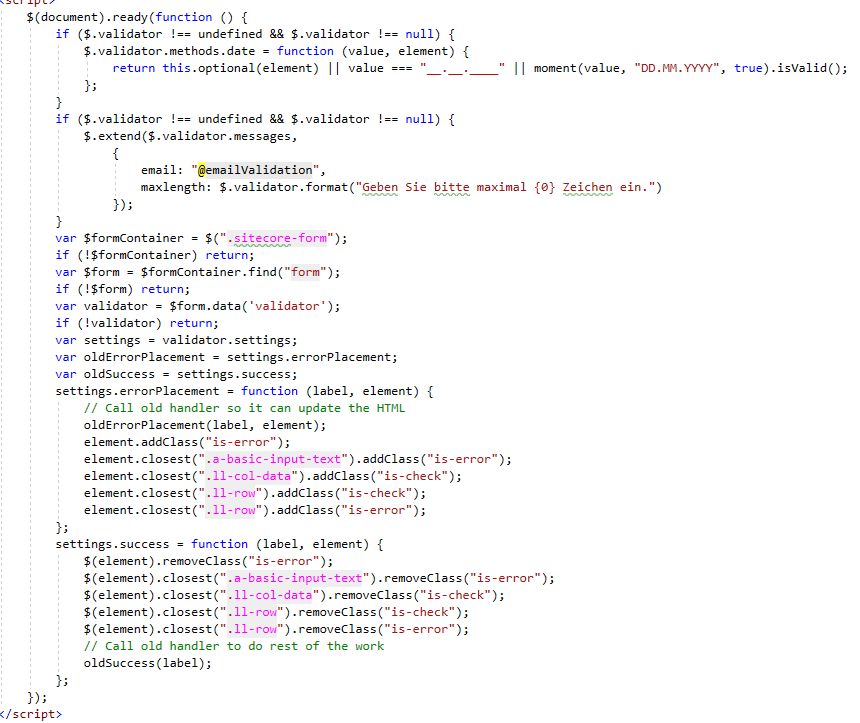 <script>
$(document).ready(function () {
if ($.validator !== undefined && $.validator !== null) {
$.validator.methods.date = function (value, element) {
return this.optional(element) || value === "__.__.____" || moment(value, "DD.MM.YYYY", true).isValid();
};
}
if ($.validator !== undefined && $.validator !== null) {
$.extend($.validator.messages,
{
email: "@emailValidation",
maxlength: $.validator.format("Geben Sie bitte maximal {0} Zeichen ein.")
});
}
var $formContainer = $(".sitecore-form");
if (!$formContainer) return;
var $form = $formContainer.find("form");
if (!$form) return;
var validator = $form.data('validator');
if (!validator) return;
var settings = validator.settings;
var oldErrorPlacement = settings.errorPlacement;
var oldSuccess = settings.success;
settings.errorPlacement = function (label, element) {
// Call old handler so it can update the HTML
oldErrorPlacement(label, element);
element.addClass("is-error");
element.closest(".a-basic-input-text").addClass("is-error");
element.closest(".ll-col-data").addClass("is-check");
element.closest(".ll-row").addClass("is-check");
element.closest(".ll-row").addClass("is-error");
};
settings.success = function (label, element) {
$(element).removeClass("is-error");
$(element).closest(".a-basic-input-text").removeClass("is-error");
$(element).closest(".ll-col-data").removeClass("is-check");
$(element).closest(".ll-row").removeClass("is-check");
$(element).closest(".ll-row").removeClass("is-error");
// Call old handler to do rest of the work
oldSuccess(label);
};
});
</script>